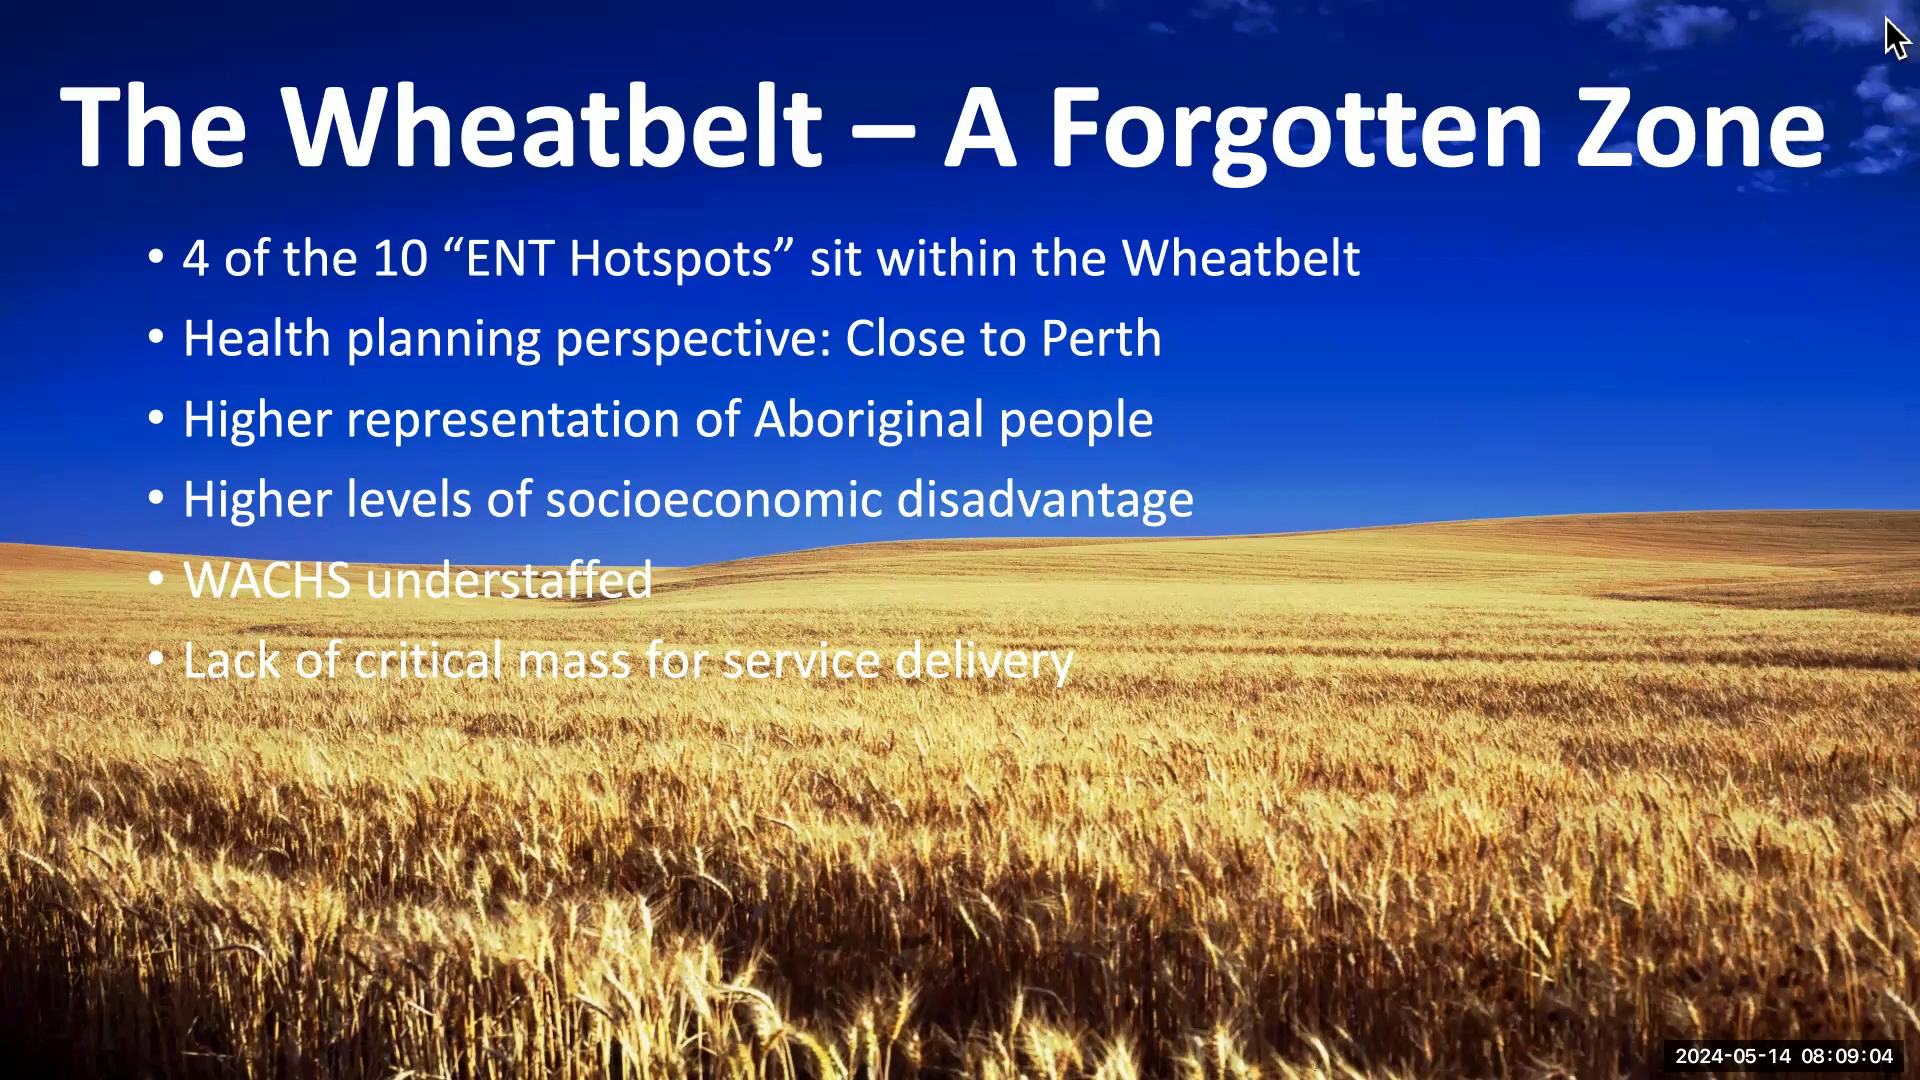 The Wheatbelt – A Forgotten Zone
• 4 of the 10 “ENT Hotspots” sit within the Wheatbelt
• Health planning perspective: Close to Perth
• Higher representation of Aboriginal people
• Higher levels of socioeconomic disadvantage
• WACHS understaffed
• Lack of critical mass for service delivery
2024-05-14 08:09:04